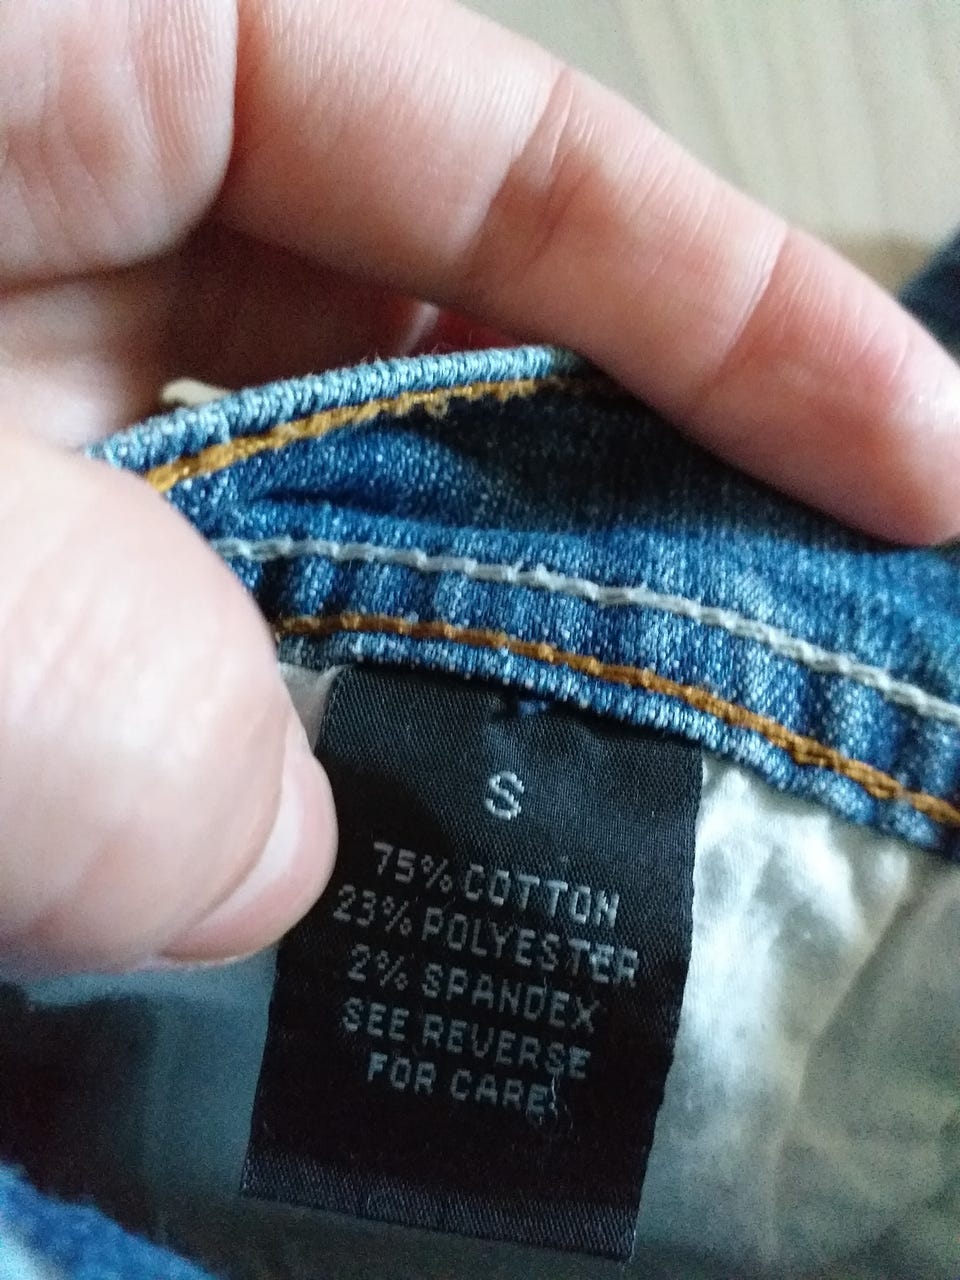 S
75% COTTON
23% POLYESTER
2% SPANDEX
SEE REVERSE
FOR CARE